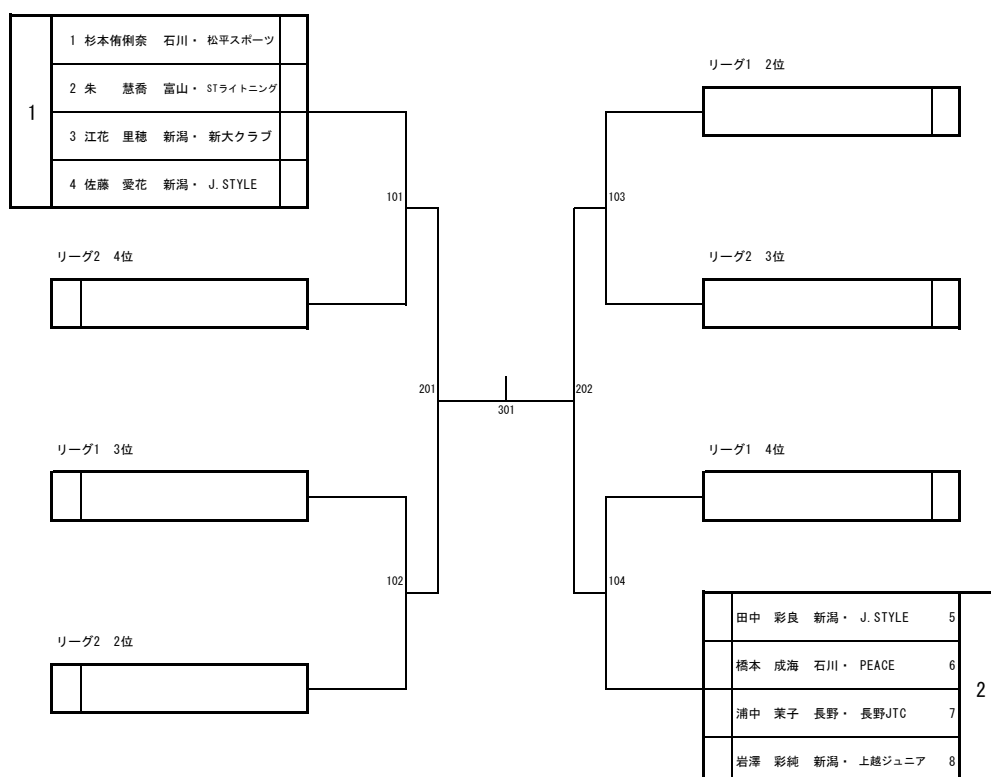 1
1 杉本侑俐奈 石川・ 松平スポーツ
2 朱 慧喬 富山・ STライトニング
3 江花 里穂 新潟・ 新大クラブ
4 佐藤 愛花 新潟・ J.STYLE
リーグ1 2位
101
103
リーグ2 4位
リーグ2 3位
201
202
301
リーグ1 3位
リーグ1 4位
102
104
リーグ2 2位
田中 彩良 新潟・ J.STYLE 5
橋本 成海 石川・ PEACE 6
浦中 茉子 長野・ 長野JTC 7
岩澤 彩純 新潟・ 上越ジュニア 8
2